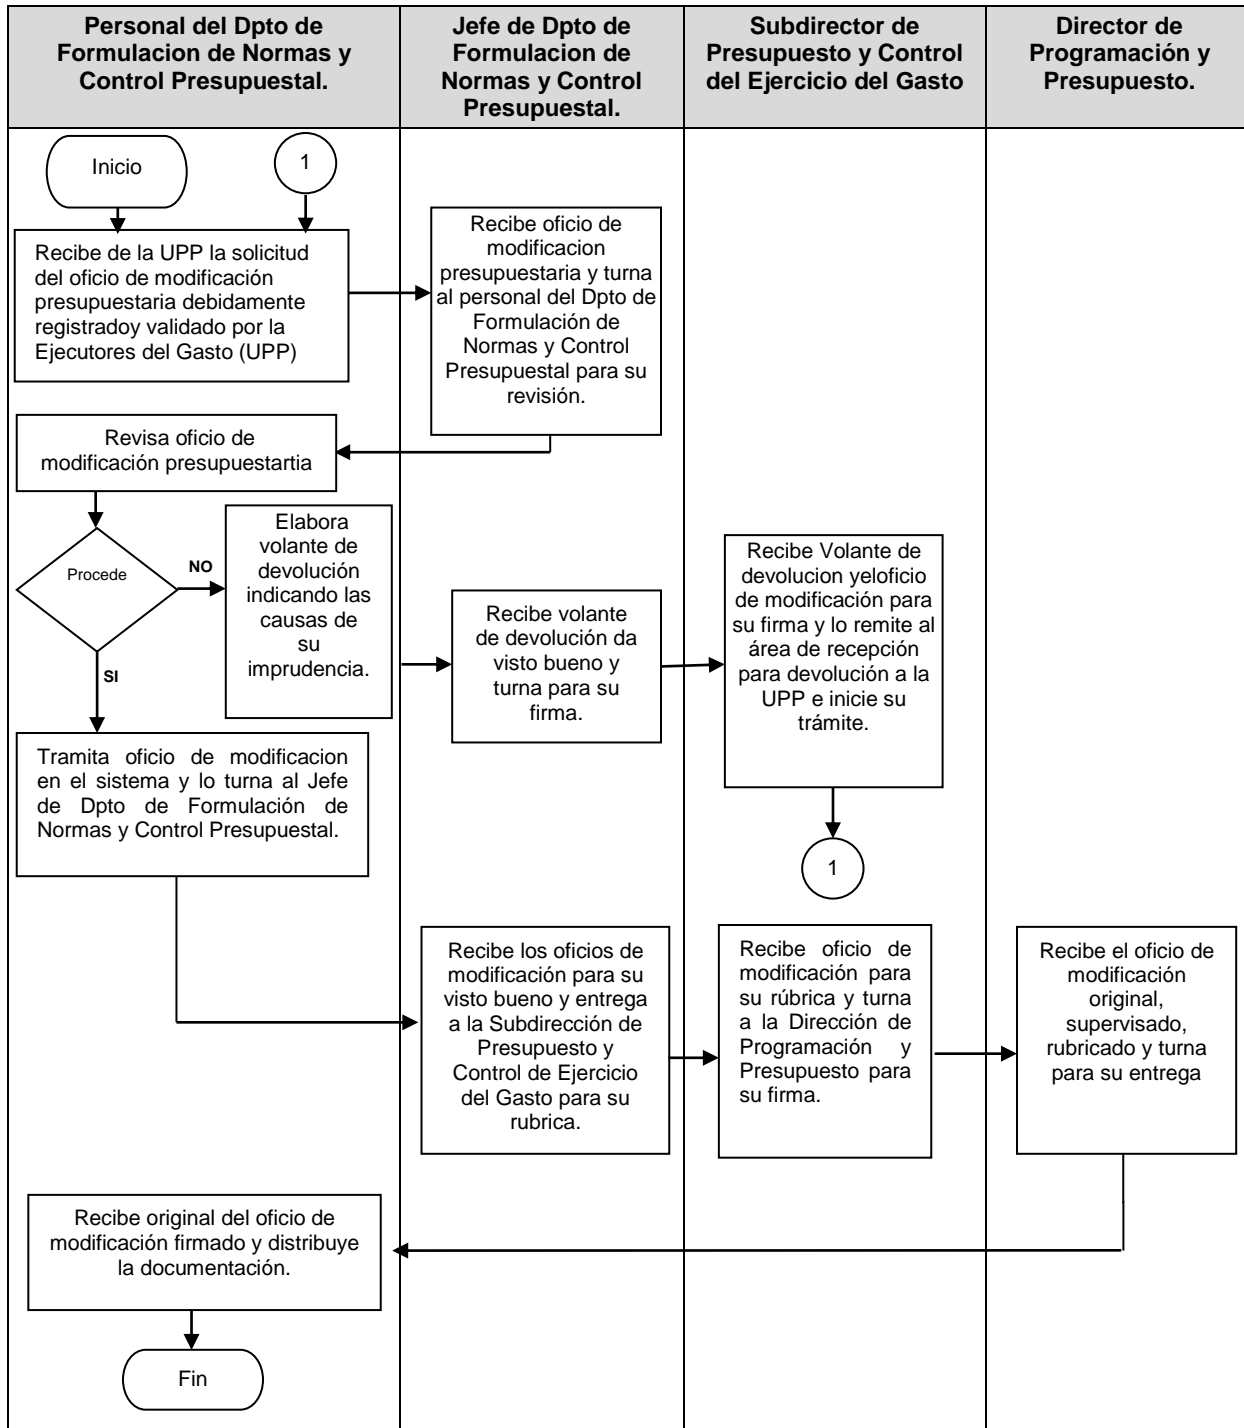 Personal del Dpto de
Formulacion de Normas y
Control Presupuestal.
Jefe de Dpto de
Formulacion de
Normas y Control
Presupuestal.
Subdirector de
Presupuesto y Control
del Ejercicio del Gasto
Director de
Programación y
Presupuesto.
Inicio
1
Recibe de la UPP la solicitud
del oficio de modificación
presupuestaria debidamente
registradoy validado por la
Ejecutores del Gasto (UPP)
Recibe oficio de
modificacion
presupuestaria y turna
al personal del Dpto de
Formulación de
Normas y Control
Presupuestal para su
revisión.
Revisa oficio de
modificación presupuestartia
Procede
NO
SI
Elabora
volante de
devolución
indicando las
causas de
su
imprudencia.
Recibe volante
de devolución da
visto bueno y
turna para su
firma.
Recibe Volante de
devolucion yeloficio
de modificación para
su firma y lo remite al
área de recepción
para devolución a la
UPP e inicie su
trámite.
1
Tramita oficio de modificacion
en el sistema y lo turna al Jefe
de Dpto de Formulación de
Normas y Control Presupuestal.
Recibe los oficios de
modificación para su
visto bueno y entrega
a la Subdirección de
Presupuesto y
Control de Ejercicio
del Gasto para su
rubrica.
Recibe oficio de
modificación para
su rúbrica y turna
a la Dirección de
Programación y
Presupuesto para
su firma.
Recibe el oficio de
modificación
original,
supervisado,
rubricado y turna
para su entrega
Recibe original del oficio de
modificación firmado y distribuye
la documentación.
Fin